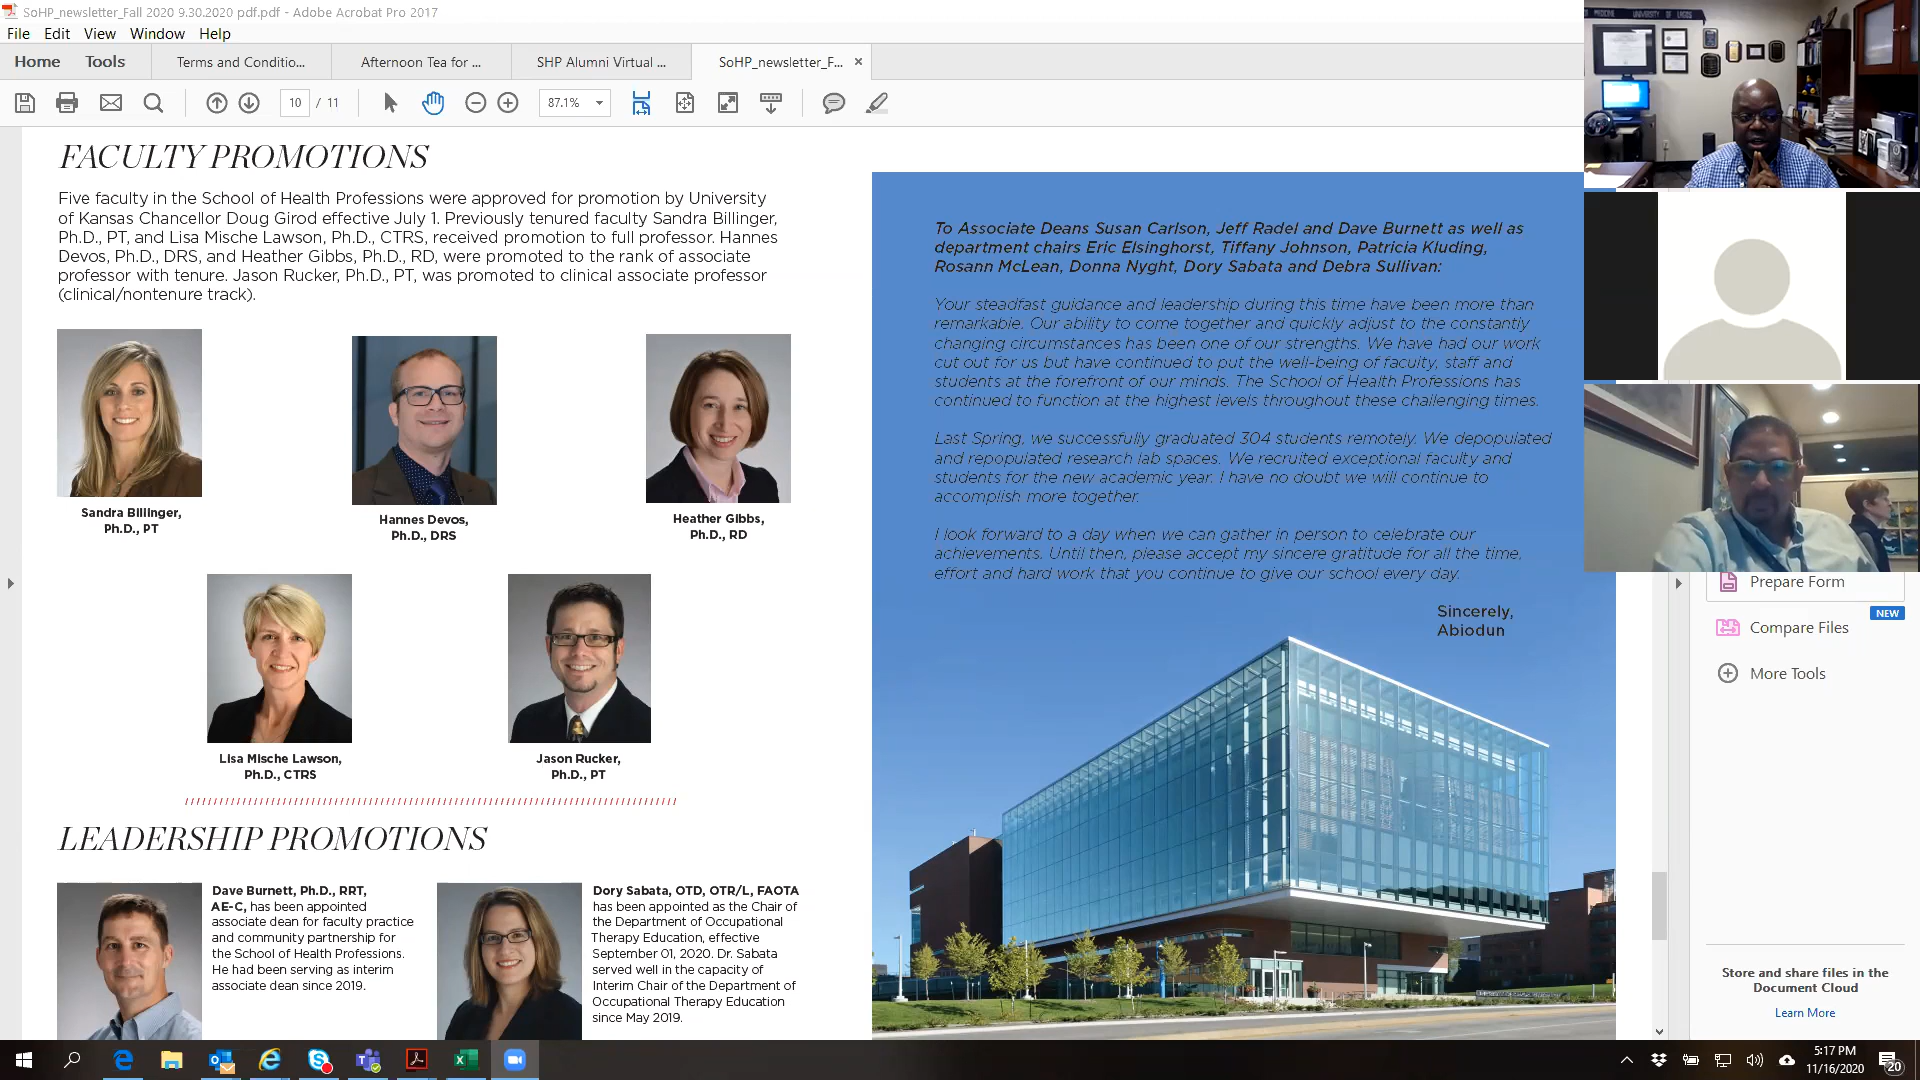 SoHP_newsletter_Fall 2020 9.30.2020 pdf.pdf - Adobe Acrobat Pro 2017
File Edit View Window Help
Home Tools Terms and Conditio... Afternoon Tea for ... SHP Alumni Virtual ... SoHP_newsletter_F... ×
10 / 11 87.1%
FACULTY PROMOTIONS
Five faculty in the School of Health Professions were approved for promotion by University
of Kansas Chancellor Doug Girod effective July 1. Previously tenured faculty Sandra Billinger,
Ph.D., PT, and Lisa Mische Lawson, Ph.D., CTRS, received promotion to full professor. Hannes
Devos, Ph.D., DRS, and Heather Gibbs, Ph.D., RD, were promoted to the rank of associate
professor with tenure. Jason Rucker, Ph.D., PT, was promoted to clinical associate professor
(clinical/nontenure track).
Sandra Billinger,
Ph.D., PT
Hannes Devos,
Ph.D., DRS
Heather Gibbs,
Ph.D., RD
Lisa Mische Lawson,
Ph.D., CTRS
Jason Rucker,
Ph.D., PT
LEADERSHIP PROMOTIONS
Dave Burnett, Ph.D., RRT,
AE-C, has been appointed
associate dean for faculty practice
and community partnership for
the School of Health Professions.
He had been serving as interim
associate dean since 2019.
Dory Sabata, OTD, OTR/L, FAOTA
has been appointed as the Chair of
the Department of Occupational
Therapy Education, effective
September 01, 2020. Dr. Sabata
served well in the capacity of
Interim Chair of the Department of
Occupational Therapy Education
since May 2019.
To Associate Deans Susan Carlson, Jeff Radel and Dave Burnett as well as
department chairs Eric Elsinghorst, Tiffany Johnson, Patricia Kluding,
Rosann McLean, Donna Nyght, Dory Sabata and Debra Sullivan:
Your steadfast guidance and leadership during this time have been more than
remarkable. Our ability to come together and quickly adjust to the constantly
changing circumstances has been one of our strengths. We have had our work
cut out for us but have continued to put the well-being of faculty, staff and
students at the forefront of our minds. The School of Health Professions has
continued to function at the highest levels throughout these challenging times.
Last Spring, we successfully graduated 304 students remotely. We depopulated
and repopulated research lab spaces. We recruited exceptional faculty and
students for the new academic year. I have no doubt we will continue to
accomplish more together.
I look forward to a day when we can gather in person to celebrate our
achievements. Until then, please accept my sincere gratitude for all the time,
effort and hard work that you continue to give our school every day.
Sincerely,
Abiodun
MEDICINE UNIVERSITY OF LAGOS
Prepare Form
NEW
Compare Files
More Tools
Store and share files in the
Document Cloud
Learn More
5:17 PM
11/16/2020
20